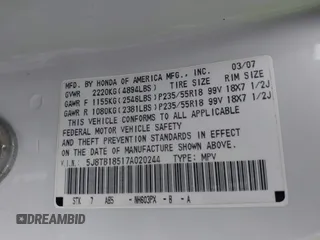 MFD. BY HONDA OF AMERICA MFG., INC. 03/07
GVWR 2220KG(4894LBS) TIRE SIZE RIM SIZE
GAWR F 1155KG(2546LBS)P235/55R18 99V 18X7 1/2J
GAWR R 1080KG(2381LBS)P235/55R18 99V 18X7 1/2J
THIS VEHICLE CONFORMS TO ALL APPLICABLE
FEDERAL MOTOR VEHICLE SAFETY
AND THEFT PREVENTION STANDARDS IN EFFECT
ON THE DATE OF MANUFACTURE SHOWN ABOVE.
V.I.N. 5J8TB18517A020244 TYPE: MPV
STX 7 ABS - NH603PX - B - A
DREAMBID